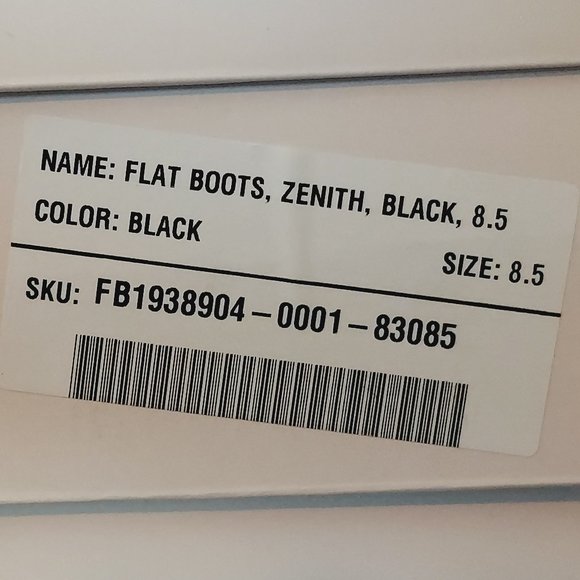 NAME: FLAT BOOTS, ZENITH, BLACK, 8.5
COLOR: BLACK
SIZE: 8.5
SKU: FB1938904-0001-83085